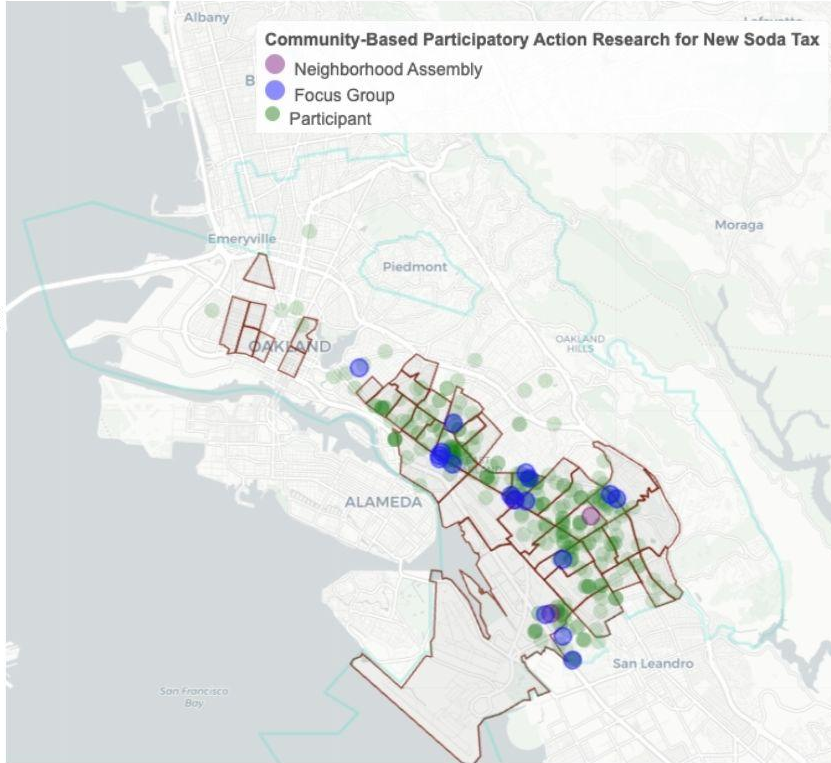 Albany
Lafayette
Community-Based Participatory Action Research for New Soda Tax
Neighborhood Assembly
Focus Group
Participant
B
Moraga
Emeryville
Piedmont
OAKLAND
OAKLAND
HILLS
ALAMEDA
San Leandro
San Francisco
Bay